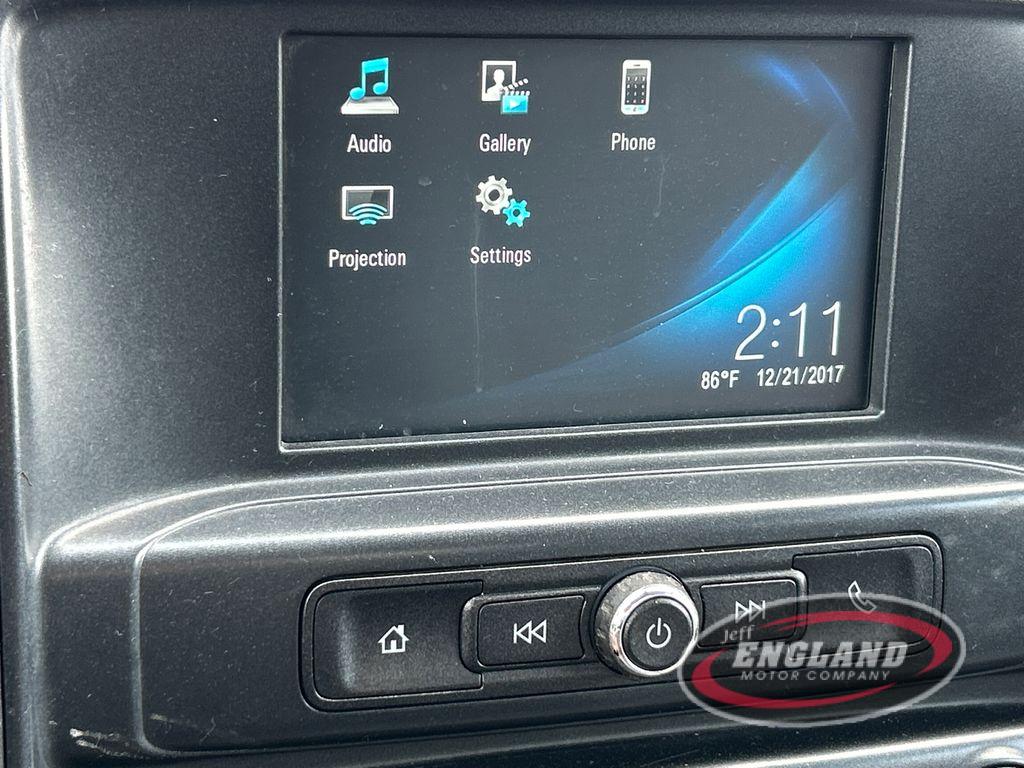 Audio
Gallery
Phone
Projection
Settings
2:11
86°F 12/21/2017
Jeff
ENGLAND
MOTOR COMPANY